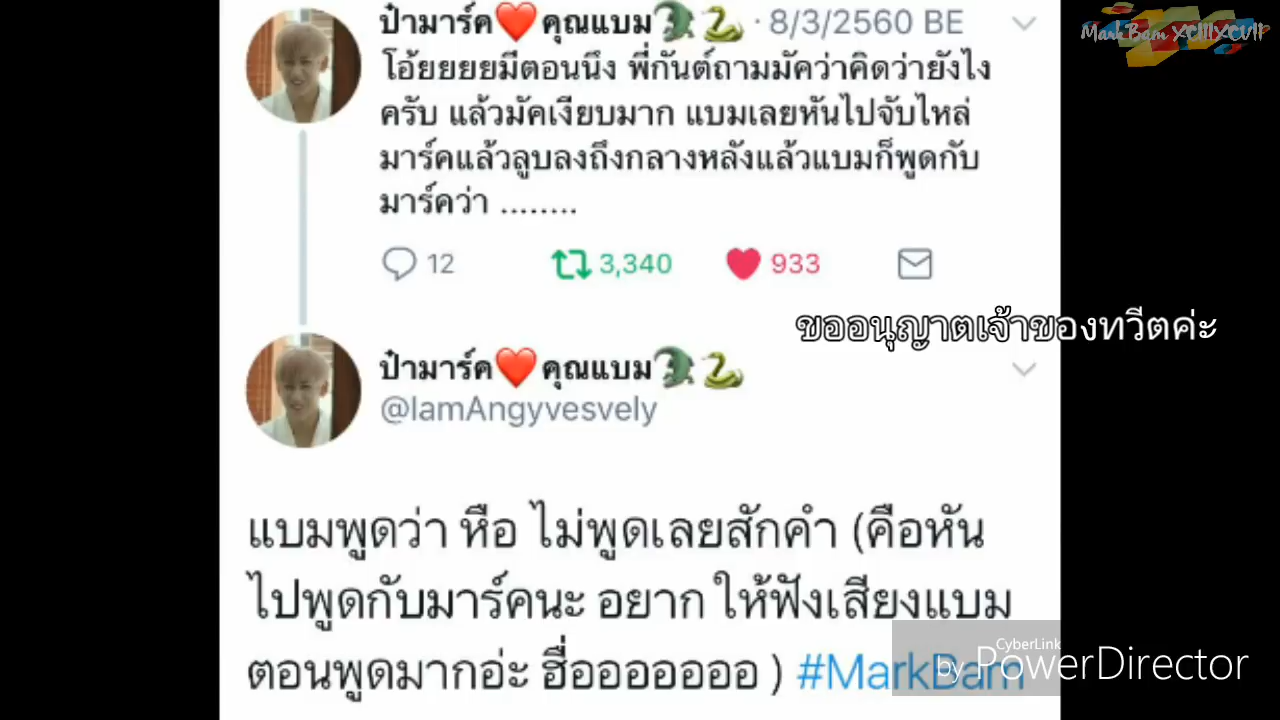 ป๋ามาร์ค❤️คุณแบม🐊🐍 · 8/3/2560 BE
โอ้ยยยยมีตอนนึง พี่กันต์ถามมัคว่าคิดว่ายังไง
ครับ แล้วมัคเงียบมาก แบมเลยหันไปจับไหล่
มาร์คแล้วลูบลงถึงกลางหลังแล้วแบมก็พูดกับ
มาร์คว่า ........
12 3,340 933
ขออนุญาตเจ้าของทวีตค่ะ
ป๋ามาร์ค❤️คุณแบม🐊🐍
@IamAngyvesvely
แบมพูดว่า หือ ไม่พูดเลยสักคำ (คือหัน
ไปพูดกับมาร์คนะ อยาก ให้ฟังเสียงแบม
ตอนพูดมากอ่ะ ฮื่ออออออออ ) #MarkBam
MarkBam XCIIIXCVII
CyberLink
by PowerDirector